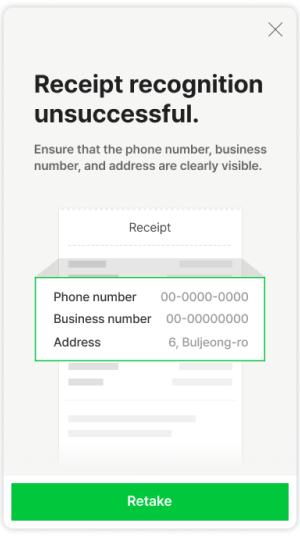 Receipt recognition
unsuccessful.
Ensure that the phone number, business
number, and address are clearly visible.
Receipt
Phone number 00-0000-0000
Business number 00-00000000
Address 6, Buljeong-ro
Retake